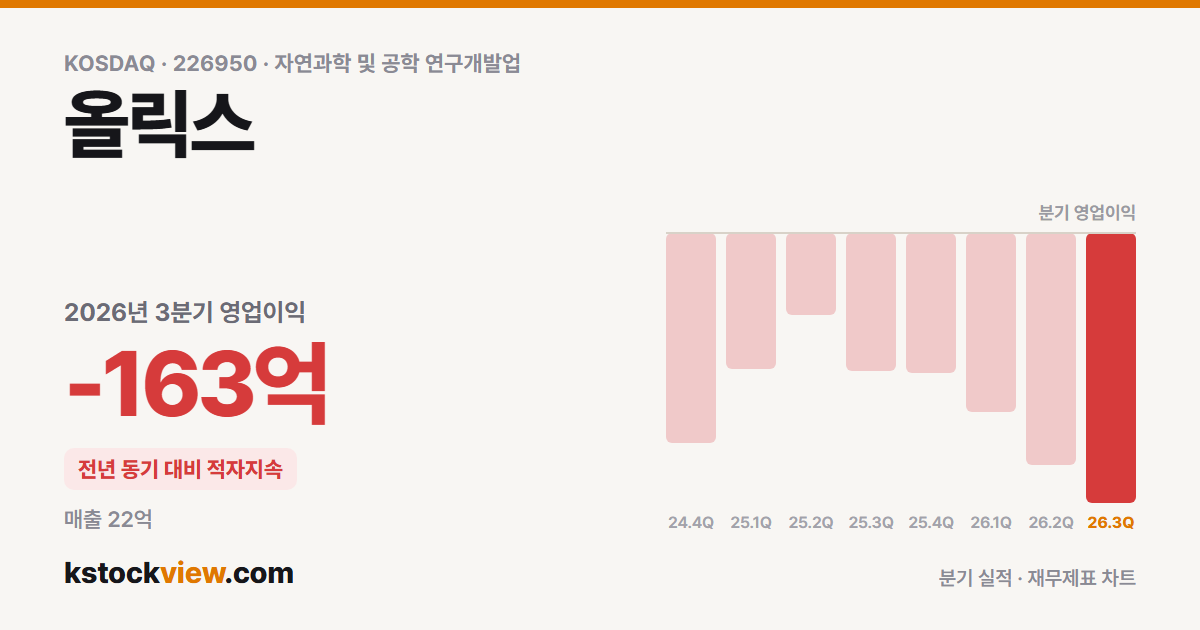 KOSDAQ · 226950 · 자연과학 및 공학 연구개발업
올릭스
분기 영업이익
2026년 3분기 영업이익
-163억
전년 동기 대비 적자지속
매출 22억
24.4Q 25.1Q 25.2Q 25.3Q 25.4Q 26.1Q 26.2Q 26.3Q
kstockview.com
분기 실적 · 재무제표 차트